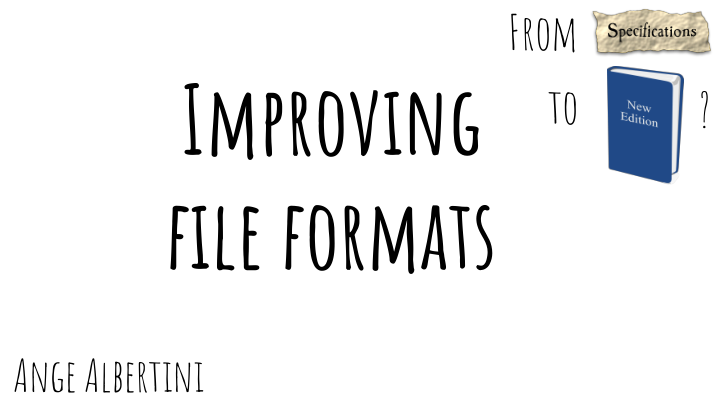 From Specifications
to New Edition ?
Improving
file formats
Ange Albertini